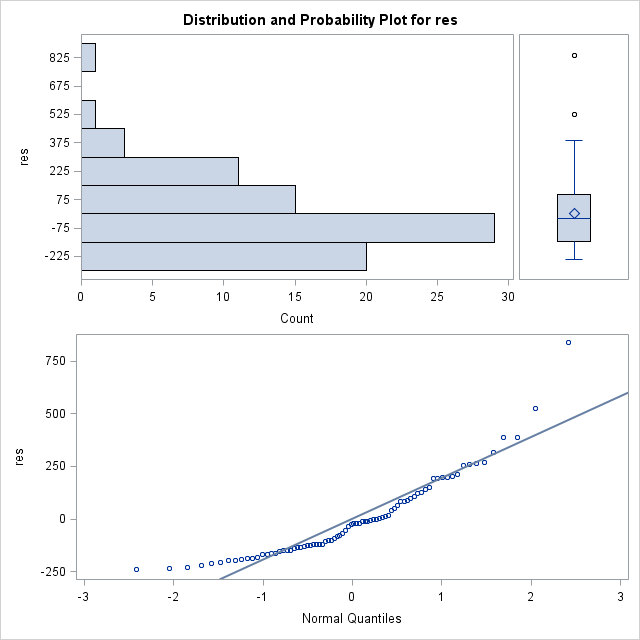 Distribution and Probability Plot for res
825
675
525
375
225
75
-75
-225
res
0 5 10 15 20 25 30
Count
750
500
250
0
-250
res
-3 -2 -1 0 1 2 3
Normal Quantiles